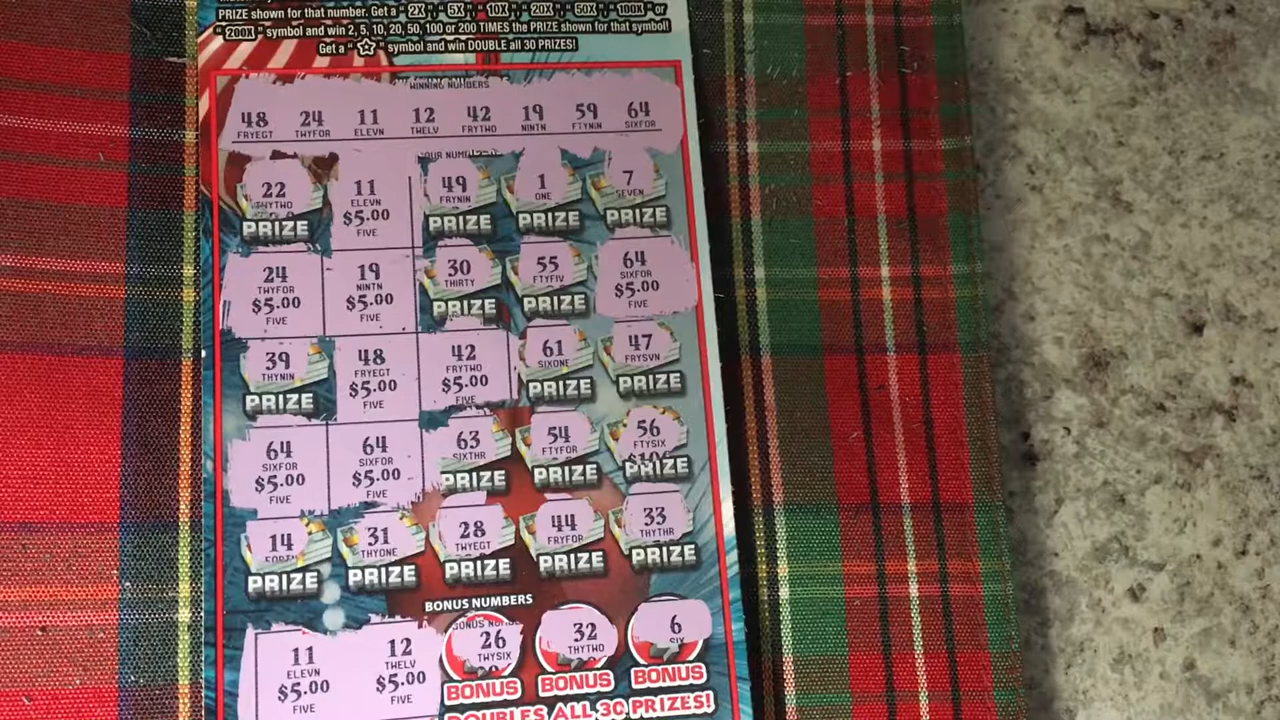 PRIZE shown for that number. Get a "2X" "5X" "10X" "20X" "50X" "100X" or
"200X" symbol and win 2, 5, 10, 20, 50, 100 or 200 TIMES the PRIZE shown for that symbol!
Get a "☆" symbol and win DOUBLE all 30 PRIZES!
WINNING NUMBERS
48 24 11 12 42 19 59 64
FRYEGT TWYFOR ELEVN THELV FRYTWO NINTN FTYNIN SIXFOR
YOUR NUMBERS
22 11 49 1 7
TWYTWO ELEVN FRYNIN ONE SEVEN
PRIZE $5.00 PRIZE PRIZE PRIZE
FIVE
24 19 30 55 64
TWYFOR NINTN THIRTY FTYFIV SIXFOR
$5.00 $5.00 PRIZE PRIZE $5.00
FIVE FIVE FIVE
39 48 42 61 47
THYNIN FRYEGT FRYTWO SIXONE FRYSVN
PRIZE $5.00 $5.00 PRIZE PRIZE
FIVE FIVE
64 64 63 54 56
SIXFOR SIXFOR SIXTHR FTYFOR FTYSIX
$5.00 $5.00 PRIZE PRIZE PRIZE
FIVE FIVE
14 31 28 44 33
THYONE TWYEGT FRYFOR THYTHR
PRIZE PRIZE PRIZE PRIZE PRIZE
BONUS NUMBERS
11 12 26 32 6
ELEVN THELV TWYSIX THYTWO SIX
$5.00 $5.00 BONUS BONUS BONUS
FIVE FIVE
DOUBLES ALL 30 PRIZES!